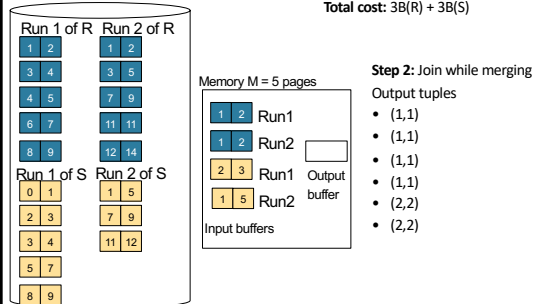 Total cost: 3B(R) + 3B(S)
Run 1 of R Run 2 of R
1 2 1 2
3 4 3 5
4 5 7 9
6 7 11 11
8 9 12 14
Run 1 of S Run 2 of S
0 1 1 5
2 3 7 9
3 4 11 12
5 7
8 9
Memory M = 5 pages
1 2 Run1
1 2 Run2
2 3 Run1
1 5 Run2
Output
buffer
Input buffers
Step 2: Join while merging
Output tuples
• (1,1)
• (1,1)
• (1,1)
• (1,1)
• (2,2)
• (2,2)